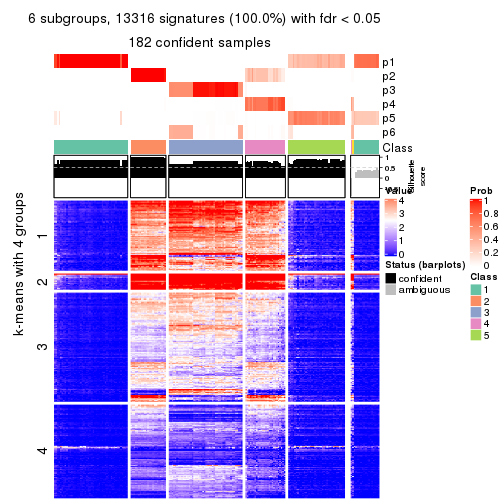 6 subgroups, 13316 signatures (100.0%) with fdr < 0.05
182 confident samples
p1
p2
p3
p4
p5
p6
Class
1
0.5
0
Silhouette
score
k-means with 4 groups
1
2
3
4
Value
4
3
2
1
0
Status (barplots)
confident
ambiguous
Prob
1
0.8
0.6
0.4
0.2
0
Class
1
2
3
4
5